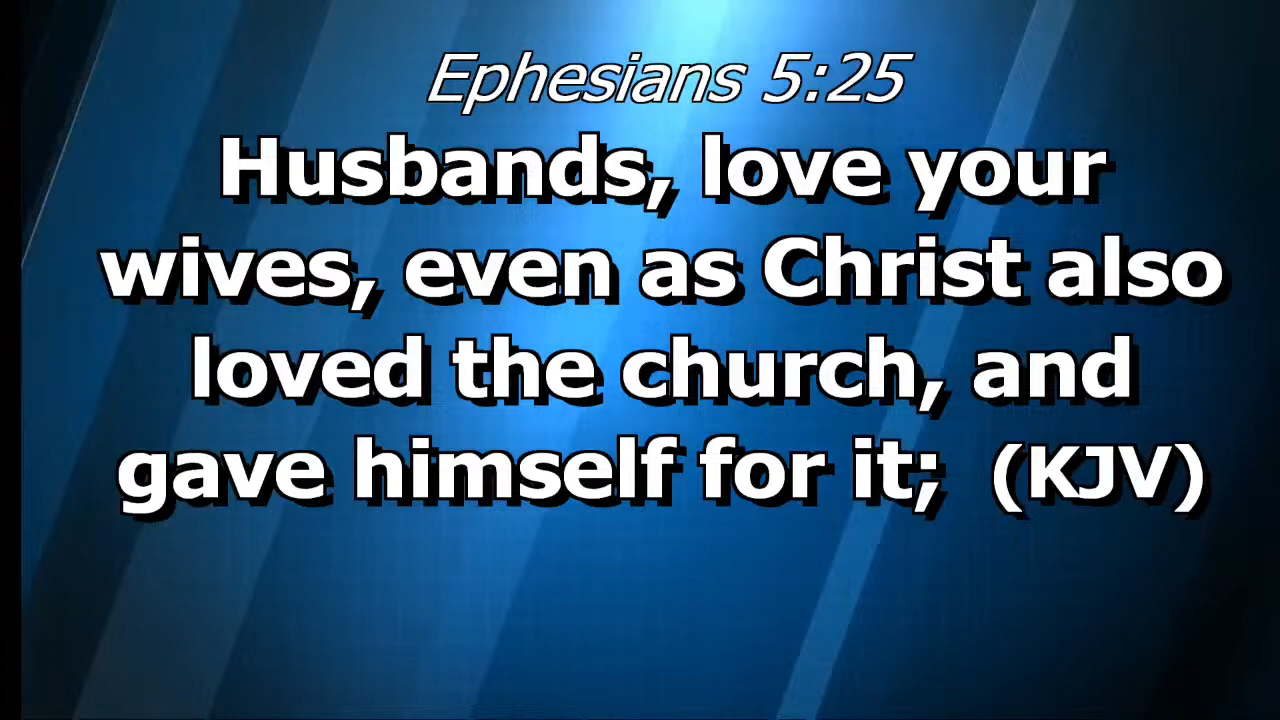 Ephesians 5:25
Husbands, love your
wives, even as Christ also
loved the church, and
gave himself for it; (KJV)